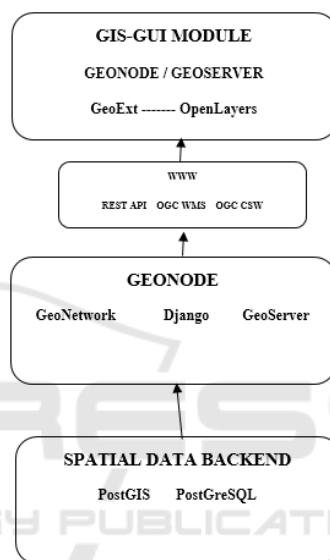 GIS-GUI MODULE
GEONODE / GEOSERVER
GeoExt ------- OpenLayers
WWW
REST API OGC WMS OGC CSW
GEONODE
GeoNetwork Django GeoServer
SPATIAL DATA BACKEND
PostGIS PostGreSQL